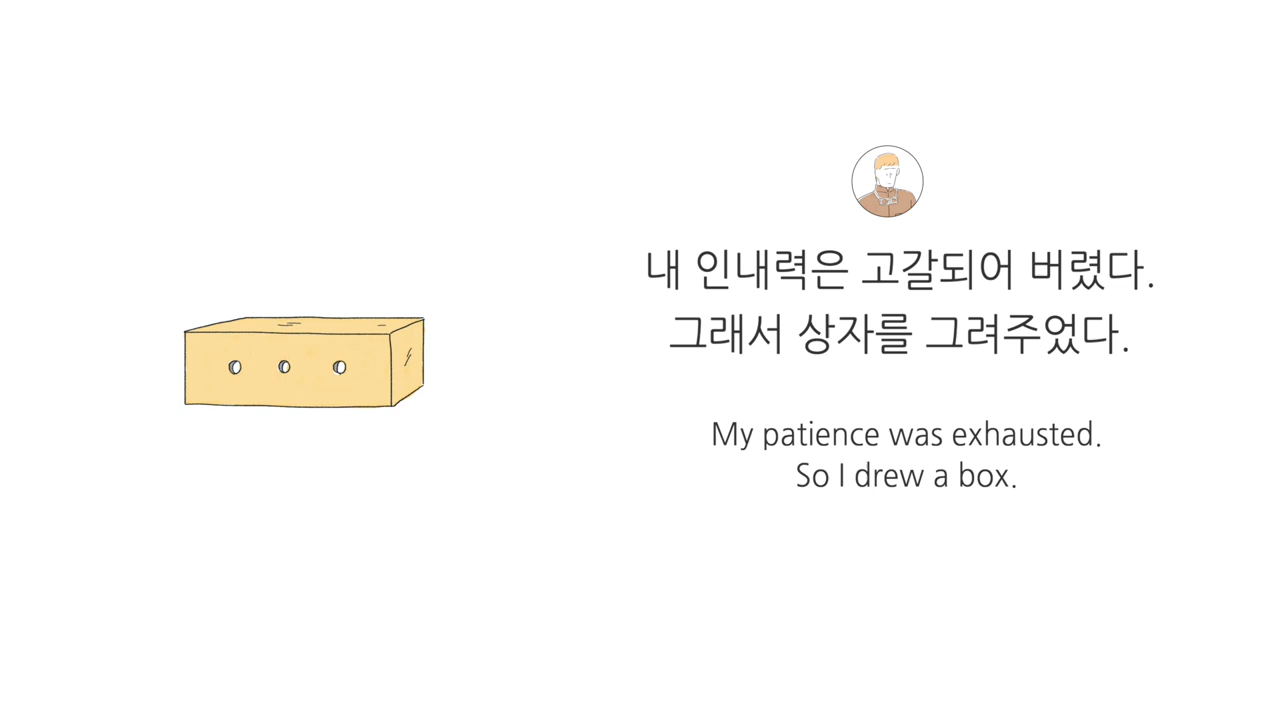 내 인내력은 고갈되어 버렸다.
그래서 상자를 그려주었다.
My patience was exhausted.
So I drew a box.